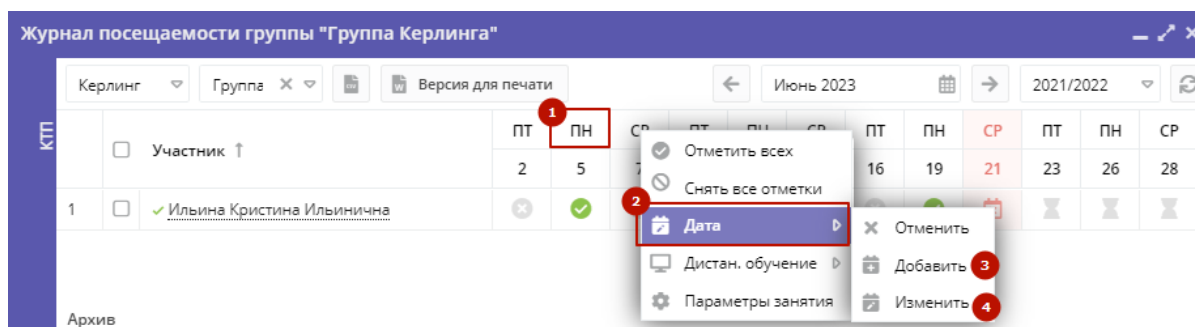 Журнал посещаемости группы "Группа Керлинга"
Керлинг Группа Версия для печати Июнь 2023 2021/2022
КТП
1
Участник ПТ ПН СР ПТ ПН СР ПТ ПН СР ПТ ПН СР
2 5 7 16 19 21 23 26 28
1 Ильина Кристина Ильинична
Отметить всех
Снять все отметки
2
Дата
Дистан. обучение
Параметры занятия
Отменить
Добавить 3
Изменить 4
Архив